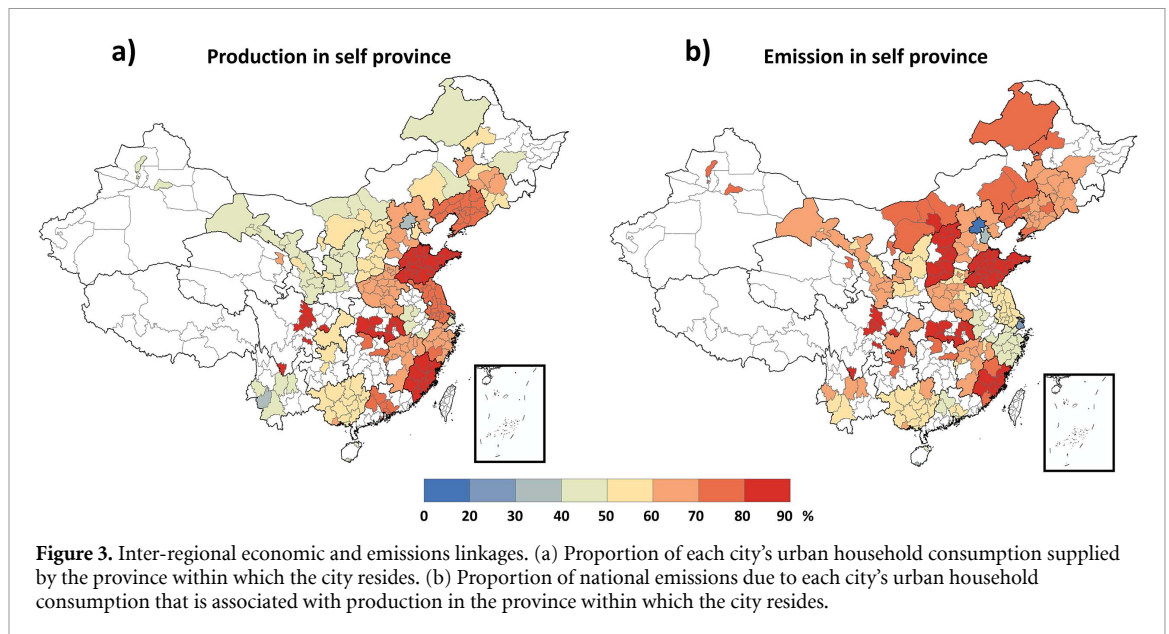 a) Production in self province
b) Emission in self province
0 20 30 40 50 60 70 80 90 %
Figure 3. Inter-regional economic and emissions linkages. (a) Proportion of each city's urban household consumption supplied
by the province within which the city resides. (b) Proportion of national emissions due to each city's urban household
consumption that is associated with production in the province within which the city resides.